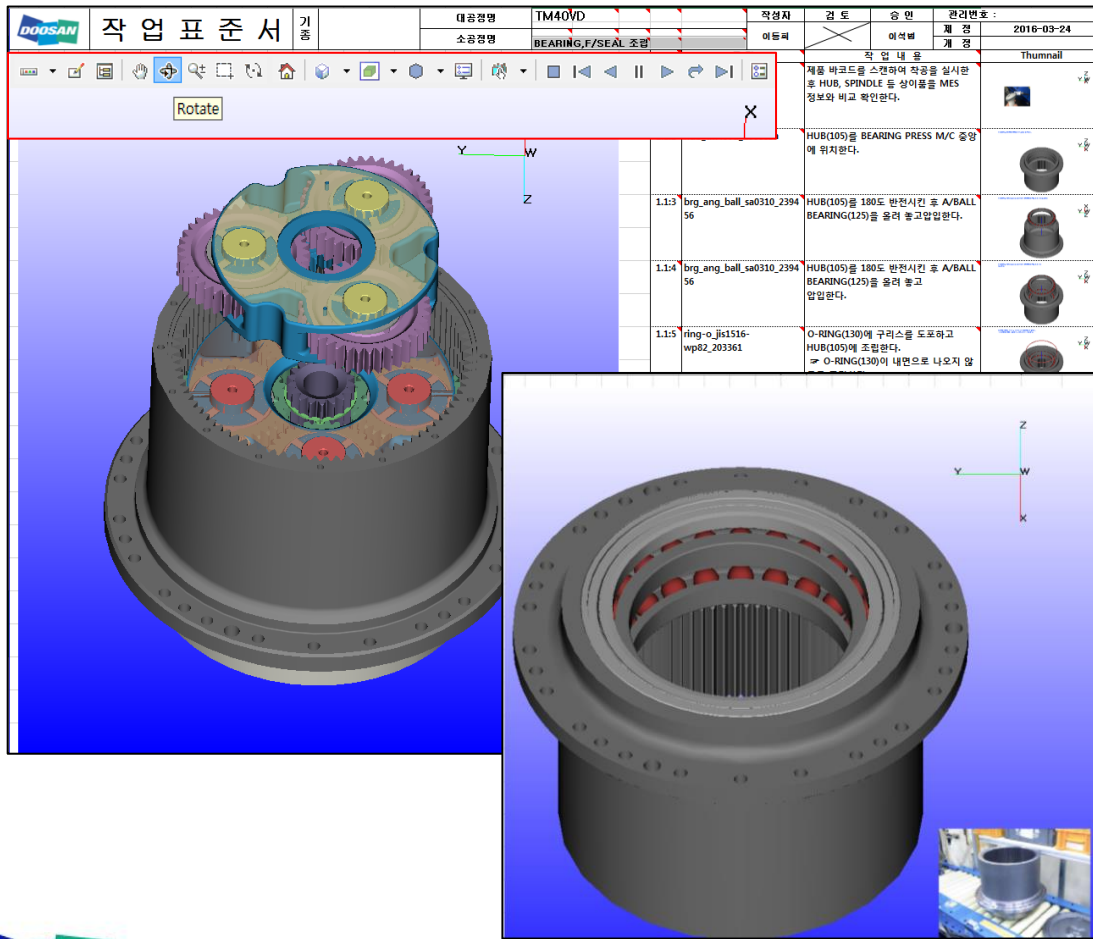 DOOSAN
작 업 표 준 서
기
종
대공정명
TM40VD
작성자
검 토
승 인
관리번호 :
소공정명
BEARING,F/SEAL 조립
이석범
제 정
2016-03-24
개 정
작 업 내 용
Thumnail
Rotate
X
제품 바코드를 스캔하여 착공을 실시한
후 HUB, SPINDLE 등 상이품을 MES
정보와 비교 확인한다.
HUB(105)를 BEARING PRESS M/C 중앙
에 위치한다.
Y
W
Z
1.1:3
brg_ang_ball_sa0310_2394
56
HUB(105)를 180도 반전시킨 후 A/BALL
BEARING(125)을 올려 놓고압입한다.
1.1:4
brg_ang_ball_sa0310_2394
56
HUB(105)를 180도 반전시킨 후 A/BALL
BEARING(125)을 올려 놓고
압입한다.
1.1:5
ring-o_jis1516-
wp82_203361
O-RING(130)에 구리스를 도포하고
HUB(105)에 조립한다.
☞ O-RING(130)이 내면으로 나오지 않
Z
Y
W
X